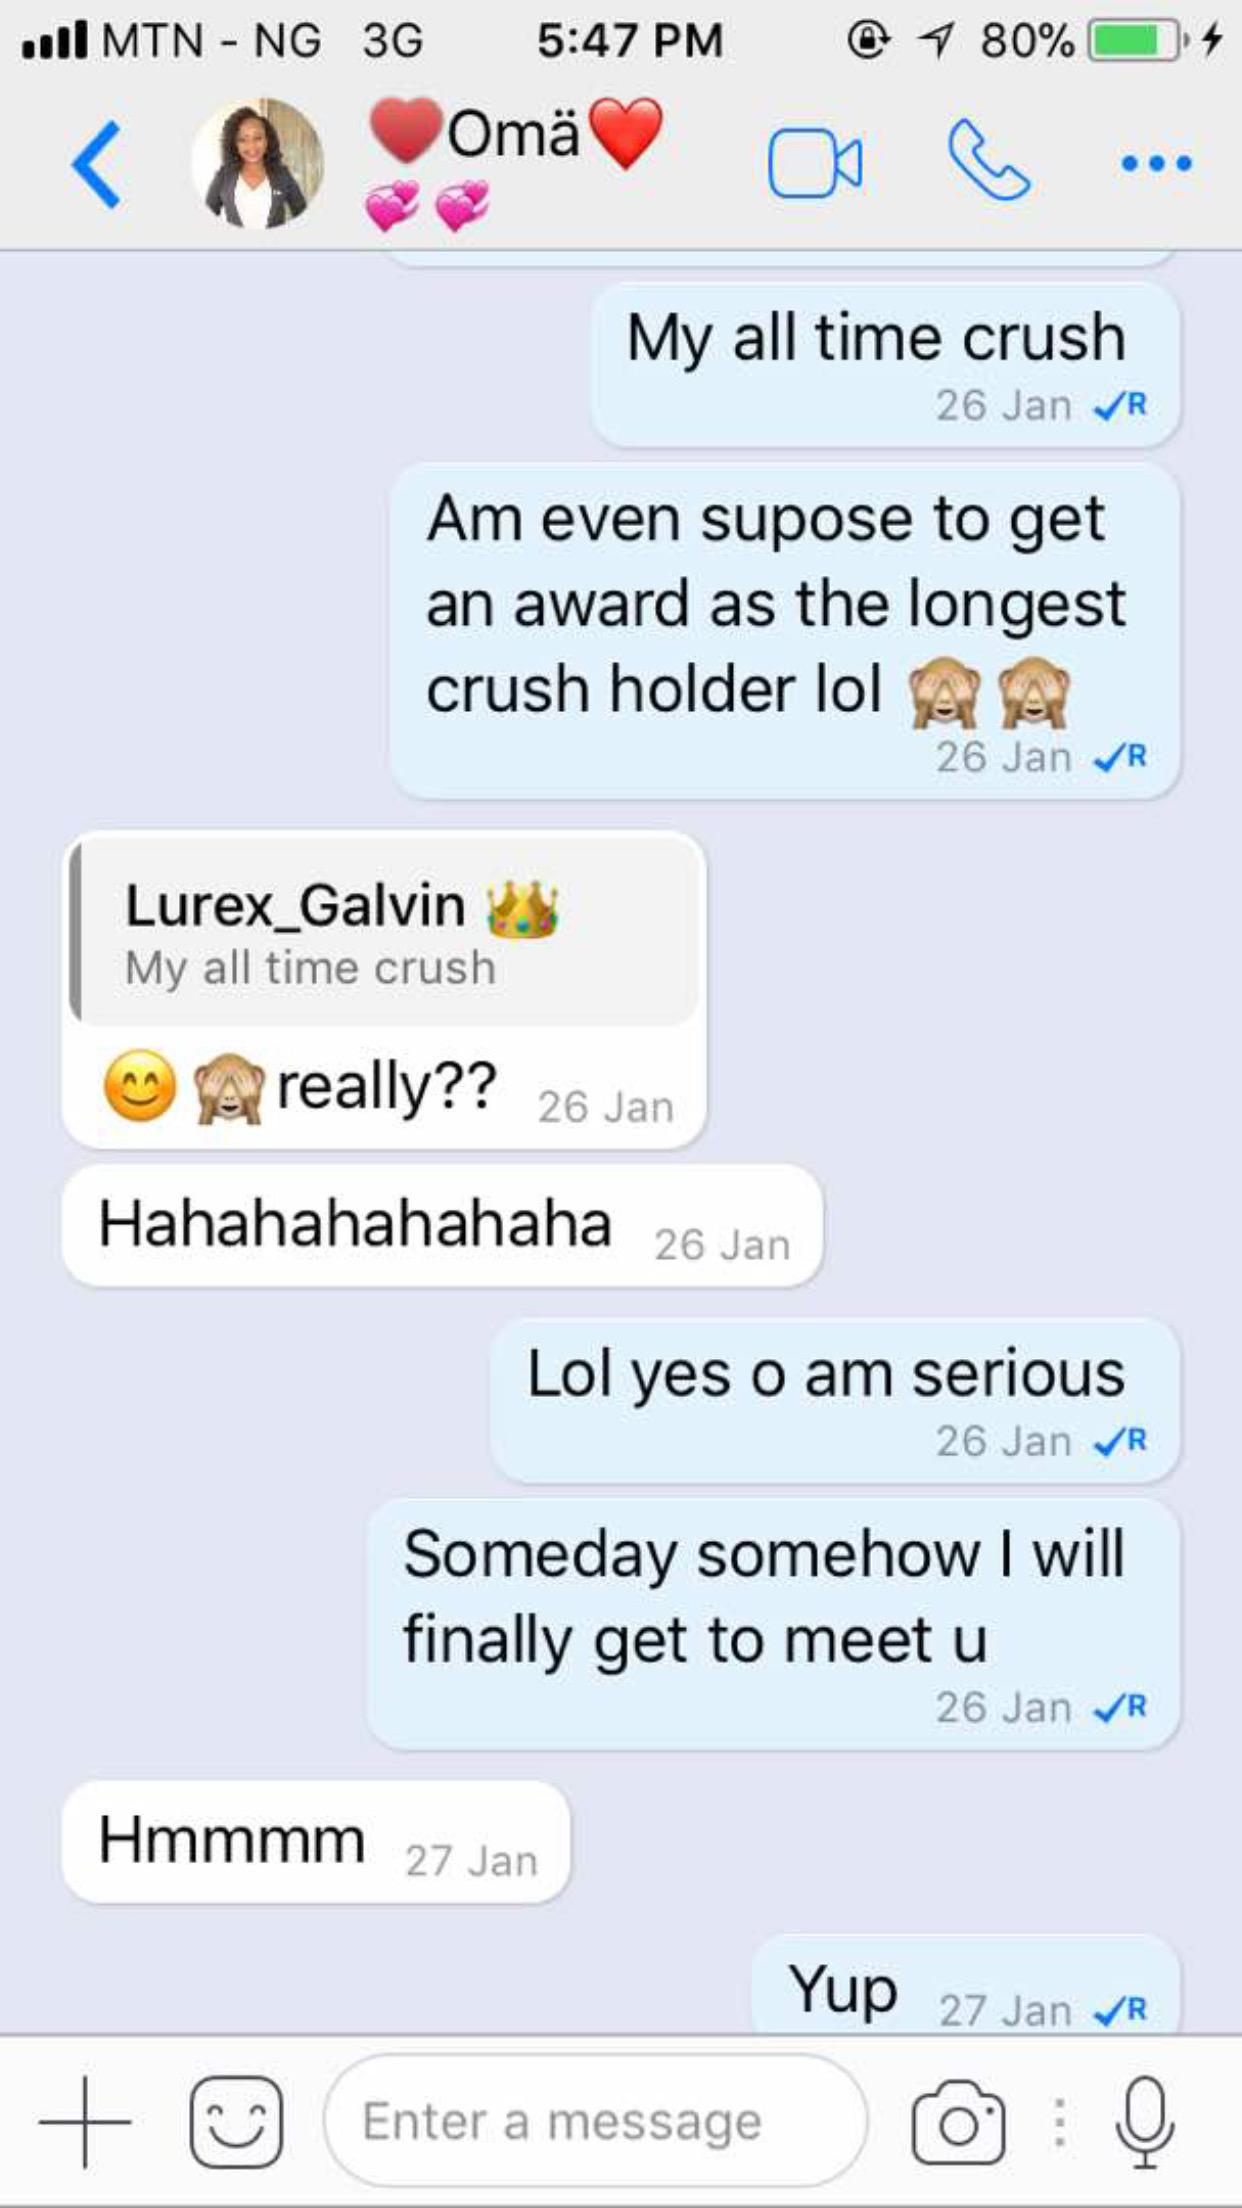 MTN - NG 3G 5:47 PM 80%
❤️Omä❤️
💞💞
My all time crush
26 Jan ✓R
Am even supose to get
an award as the longest
crush holder lol 🙈🙈
26 Jan ✓R
Lurex_Galvin 👑
My all time crush
😊🙈really?? 26 Jan
Hahahahahahaha 26 Jan
Lol yes o am serious
26 Jan ✓R
Someday somehow I will
finally get to meet u
26 Jan ✓R
Hmmmm 27 Jan
Yup 27 Jan ✓R
Enter a message